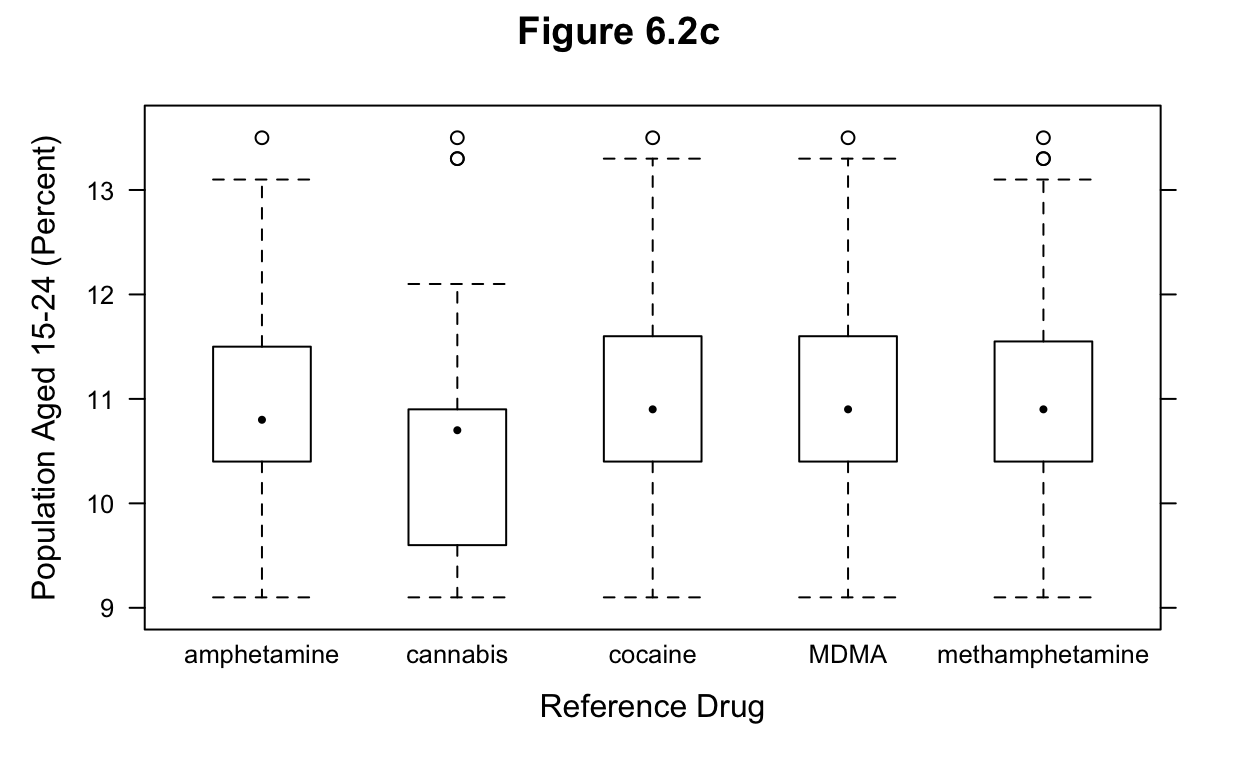 Figure 6.2c
Population Aged 15-24 (Percent)
13
12
11
10
9
amphetamine cannabis cocaine MDMA methamphetamine
Reference Drug